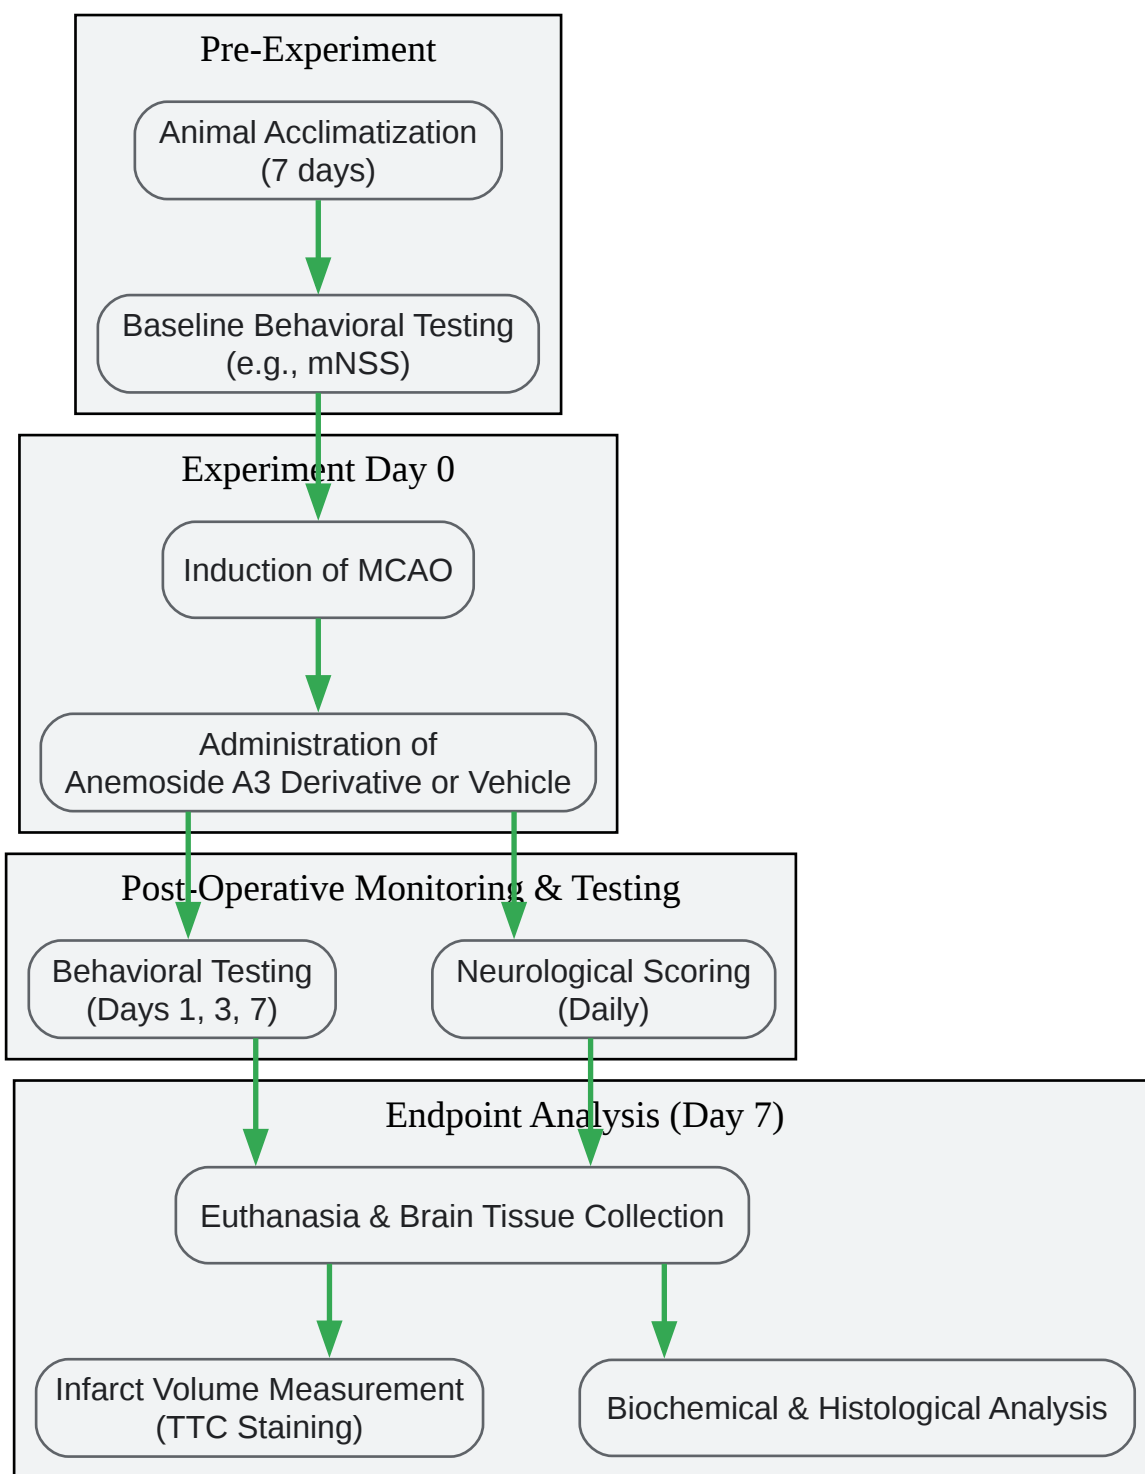 Pre-Experiment
Animal Acclimatization
(7 days)
Baseline Behavioral Testing
(e.g., mNSS)
Experiment Day 0
Induction of MCAO
Administration of
Anemoside A3 Derivative or Vehicle
Post-Operative Monitoring & Testing
Behavioral Testing
(Days 1, 3, 7)
Neurological Scoring
(Daily)
Endpoint Analysis (Day 7)
Euthanasia & Brain Tissue Collection
Infarct Volume Measurement
(TTC Staining)
Biochemical & Histological Analysis